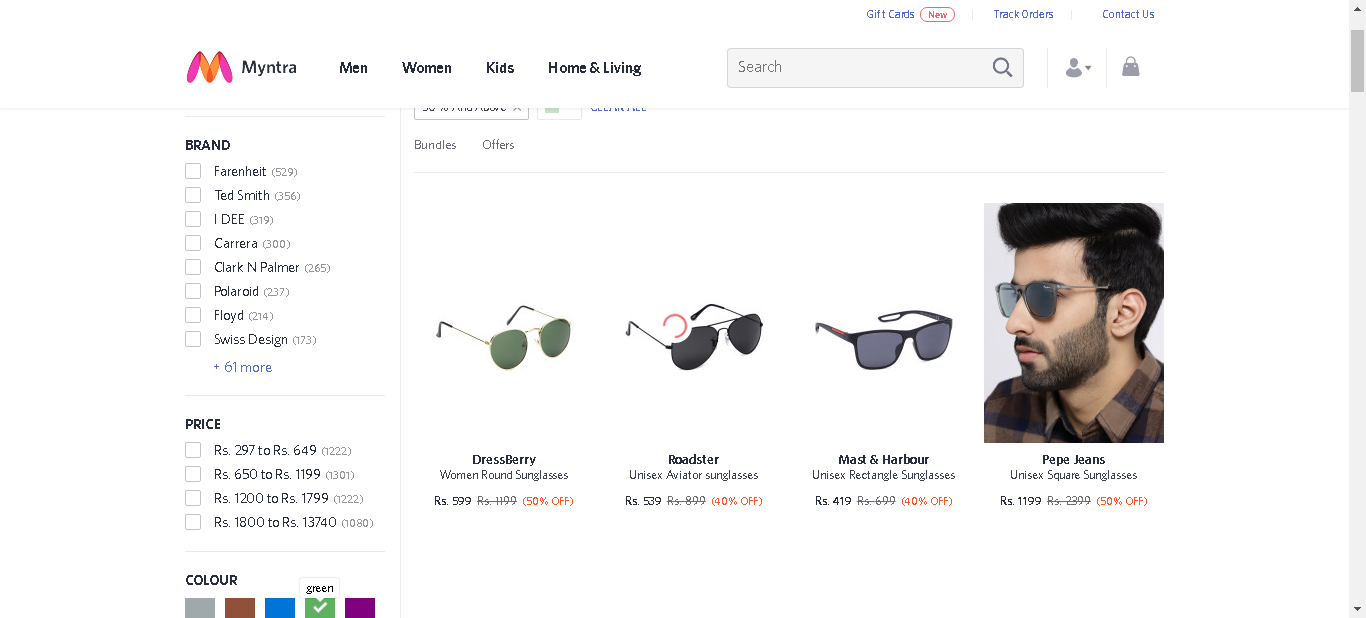 Gift Cards New Track Orders Contact Us
Myntra Men Women Kids Home & Living Search
50 % And Above CLEAR ALL
Bundles Offers
BRAND
Farenheit (529)
Ted Smith (356)
I DEE (319)
Carrera (300)
Clark N Palmer (265)
Polaroid (237)
Floyd (214)
Swiss Design (173)
+ 61 more
PRICE
Rs. 297 to Rs. 649 (1222)
Rs. 650 to Rs. 1199 (1301)
Rs. 1200 to Rs. 1799 (1222)
Rs. 1800 to Rs. 13740 (1080)
COLOUR
green
DressBerry
Women Round Sunglasses
Rs. 599 Rs. 1199 (50% OFF)
Roadster
Unisex Aviator sunglasses
Rs. 539 Rs. 899 (40% OFF)
Mast & Harbour
Unisex Rectangle Sunglasses
Rs. 419 Rs. 699 (40% OFF)
Pepe Jeans
Unisex Square Sunglasses
Rs. 1199 Rs. 2399 (50% OFF)